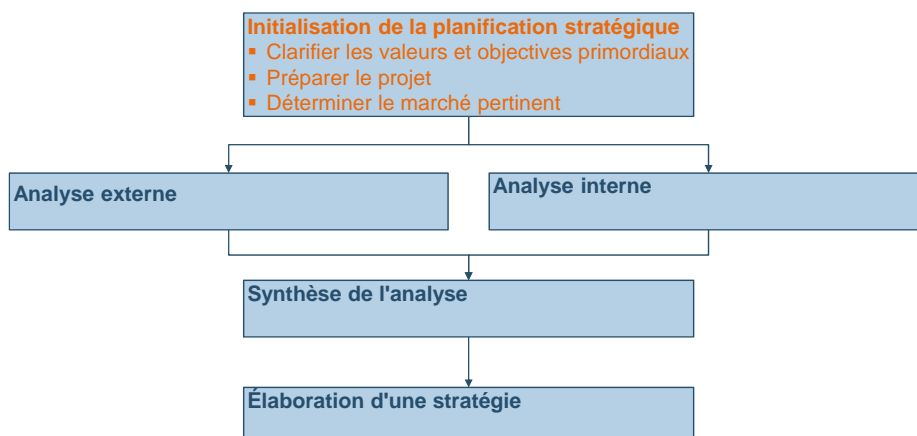 Initialisation de la planification stratégique
▪ Clarifier les valeurs et objectives primordiaux
▪ Préparer le projet
▪ Déterminer le marché pertinent
Analyse externe
Analyse interne
Synthèse de l'analyse
Élaboration d'une stratégie